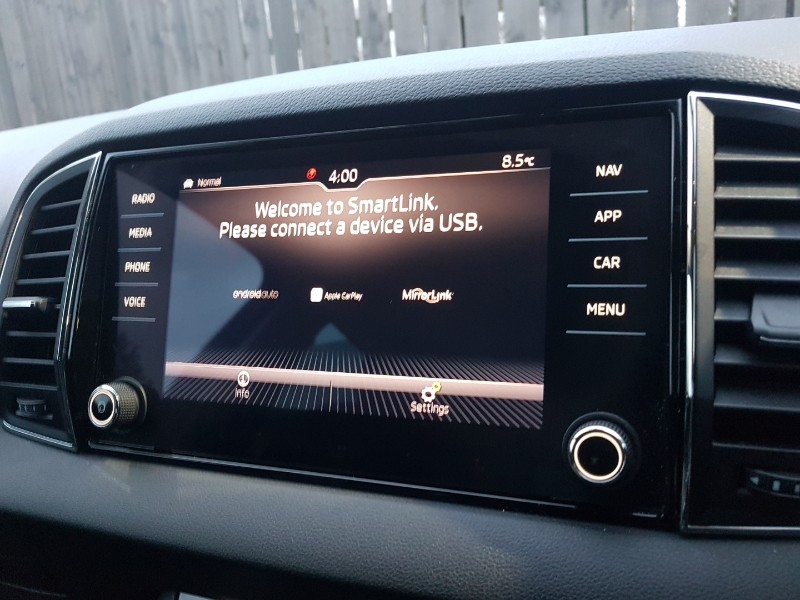 RADIO
MEDIA
PHONE
VOICE
Normal
4:00
8.5°C
Welcome to SmartLink.
Please connect a device via USB.
androidauto
Apple CarPlay
MirrorLink
Info
Settings
NAV
APP
CAR
MENU